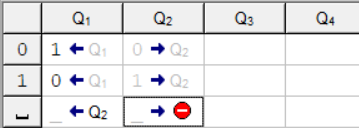 Q₁ Q₂ Q₃ Q₄
0 1 ← Q₁ 0 → Q₂
1 0 ← Q₁ 1 → Q₂
⎵ _ ← Q₂ _ →